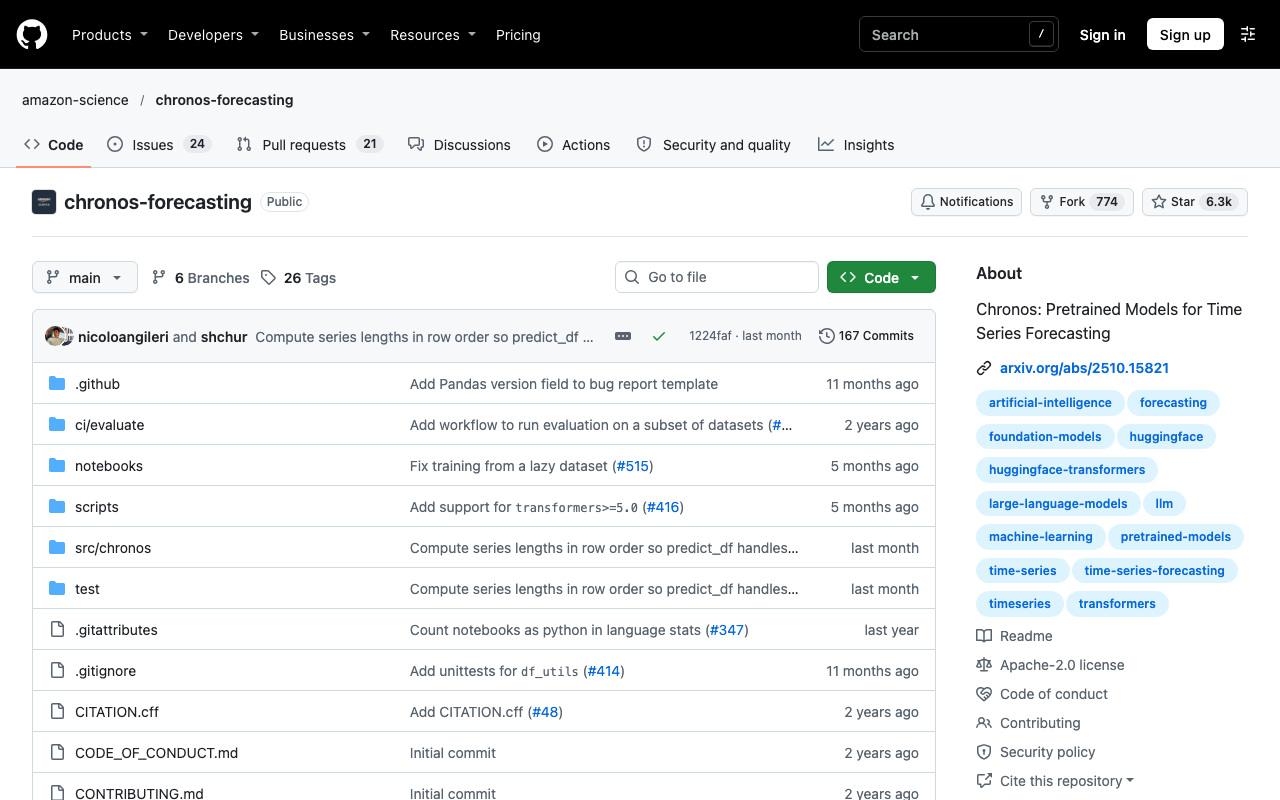 Products Developers Businesses Resources Pricing Search / Sign in Sign up
amazon-science / chronos-forecasting
Code Issues 24 Pull requests 21 Discussions Actions Security and quality Insights
chronos-forecasting Public Notifications Fork 774 Star 6.3k
main 6 Branches 26 Tags Go to file Code
nicoloangileri and shchur Compute series lengths in row order so predict_df ... 1224faf · last month 167 Commits
.github Add Pandas version field to bug report template 11 months ago
ci/evaluate Add workflow to run evaluation on a subset of datasets (#... 2 years ago
notebooks Fix training from a lazy dataset (#515) 5 months ago
scripts Add support for transformers>=5.0 (#416) 5 months ago
src/chronos Compute series lengths in row order so predict_df handles... last month
test Compute series lengths in row order so predict_df handles... last month
.gitattributes Count notebooks as python in language stats (#347) last year
.gitignore Add unittests for df_utils (#414) 11 months ago
CITATION.cff Add CITATION.cff (#48) 2 years ago
CODE_OF_CONDUCT.md Initial commit 2 years ago
CONTRIBUTING.md Initial commit 2 years ago
About
Chronos: Pretrained Models for Time
Series Forecasting
arxiv.org/abs/2510.15821
artificial-intelligence forecasting
foundation-models huggingface
huggingface-transformers
large-language-models llm
machine-learning pretrained-models
time-series time-series-forecasting
timeseries transformers
Readme
Apache-2.0 license
Code of conduct
Contributing
Security policy
Cite this repository